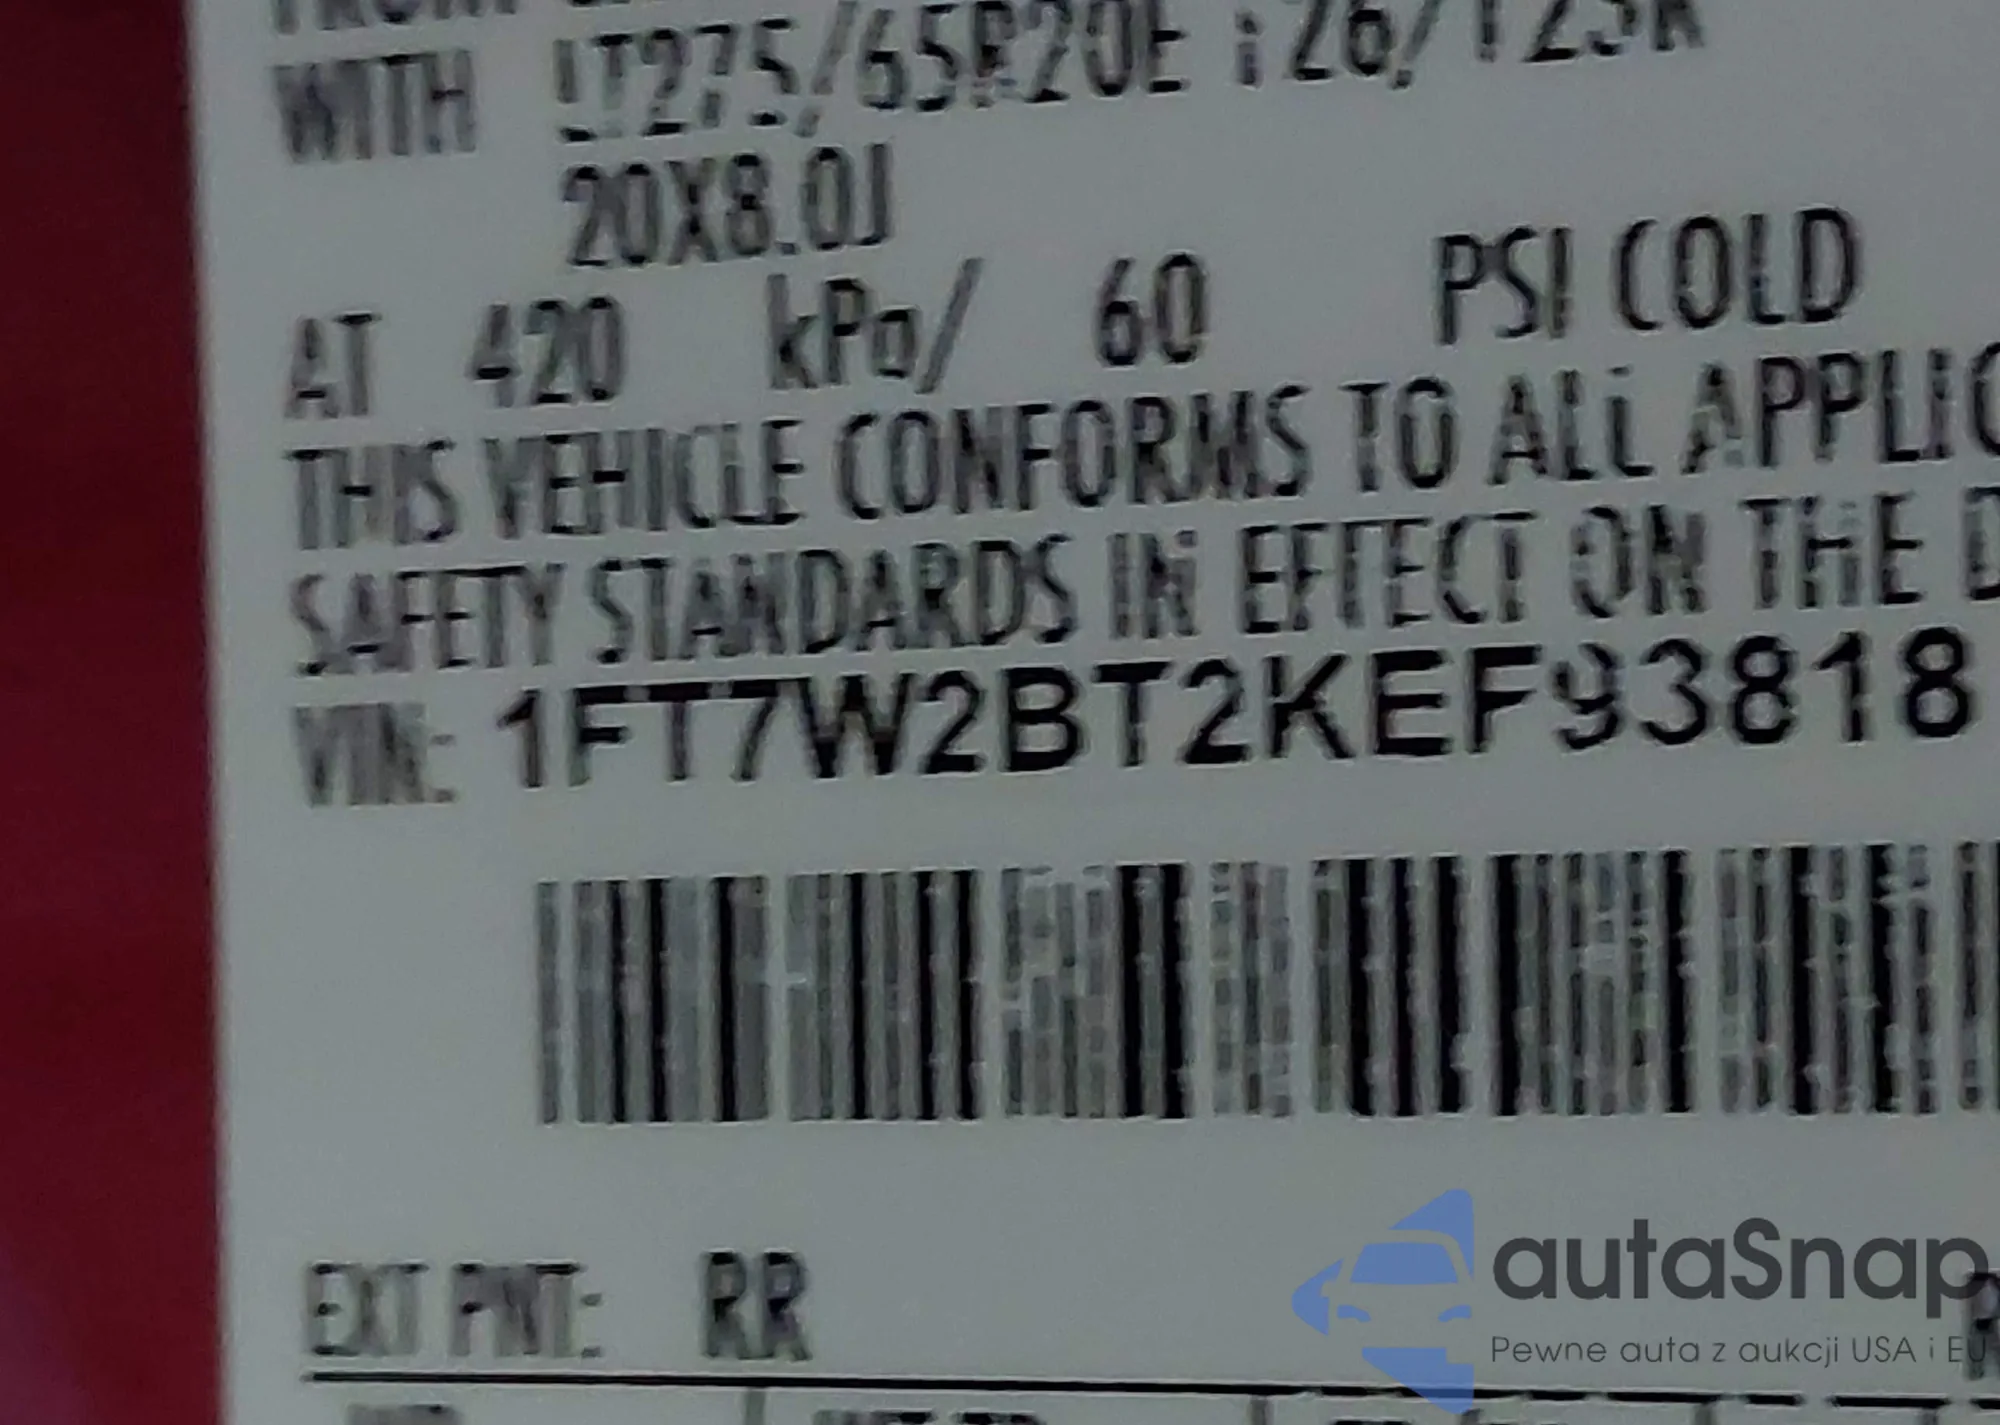 WITH LT275/65R20E 126/123R
20X8.0J
AT 420 kPa/ 60 PSI COLD
THIS VEHICLE CONFORMS TO ALL APPLIC
SAFETY STANDARDS IN EFFECT ON THE D
VIN: 1FT7W2BT2KEF93818
EXT PNT: RR
autaSnap
Pewne auta z aukcji USA i EU